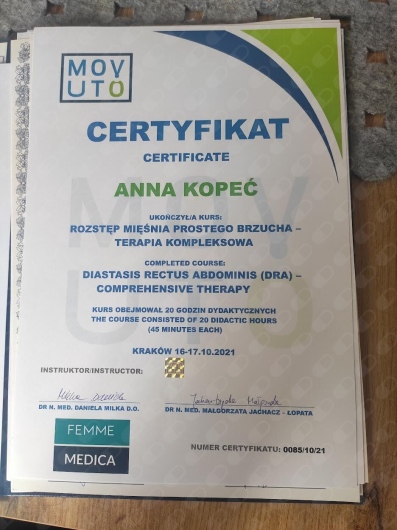 MOV
UTO
CERTYFIKAT
CERTIFICATE
ANNA KOPEĆ
UKOŃCZYŁ/A KURS:
ROZSTĘP MIĘŚNIA PROSTEGO BRZUCHA –
TERAPIA KOMPLEKSOWA
COMPLETED COURSE:
DIASTASIS RECTUS ABDOMINIS (DRA) –
COMPREHENSIVE THERAPY
KURS OBEJMOWAŁ 20 GODZIN DYDAKTYCZNYCH
THE COURSE CONSISTED OF 20 DIDACTIC HOURS
(45 MINUTES EACH)
KRAKÓW 16-17.10.2021
INSTRUKTOR/INSTRUCTOR:
DR N. MED. DANIELA MILKA D.O.
DR N. MED. MAŁGORZATA JACHACZ – ŁOPATA
FEMME
MEDICA
NUMER CERTYFIKATU: 0085/10/21